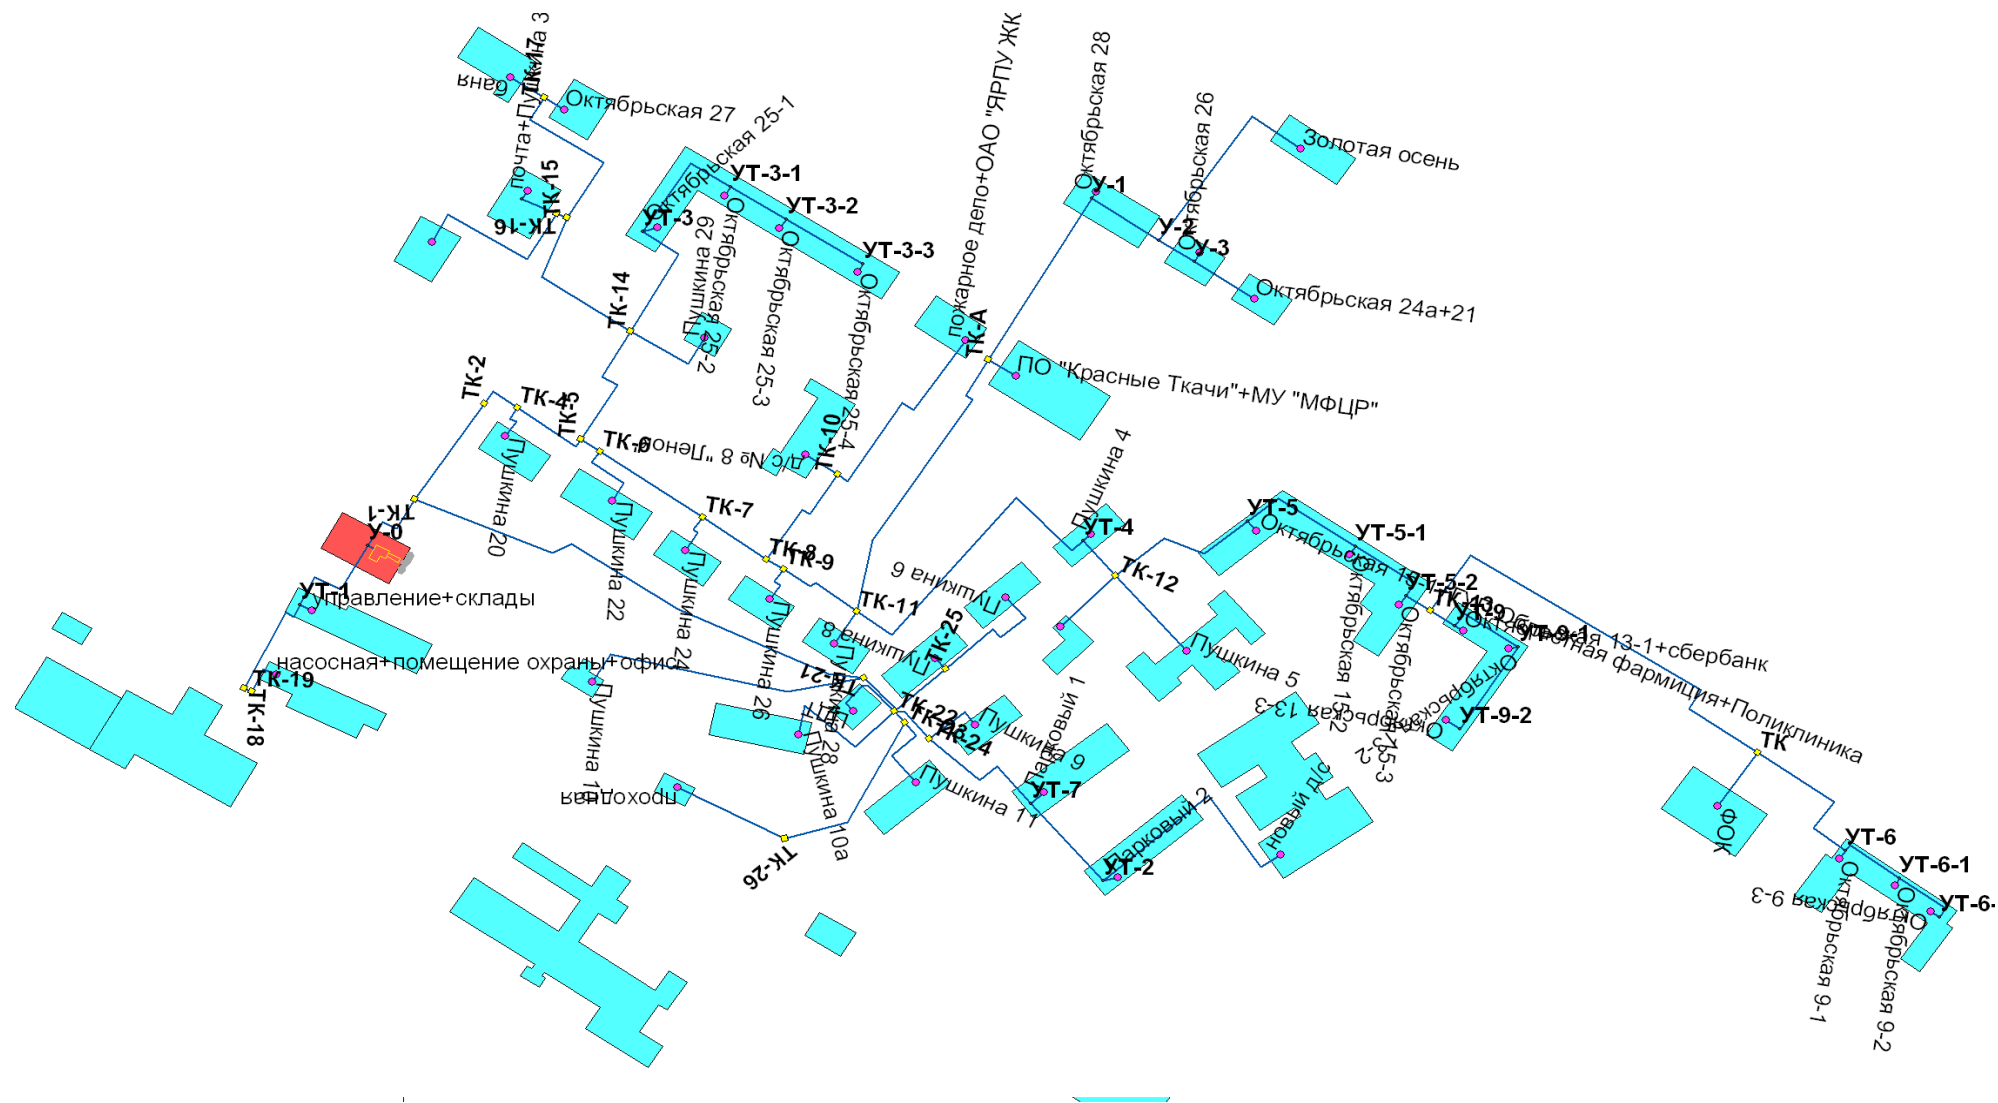 ТК-17
баня
Октябрьская 27
почта+Пушкина 3
ТК-15
ТК-16
Октябрьская 25-1
УТ-3
УТ-3-1
УТ-3-2
УТ-3-3
Октябрьская 25-2
Октябрьская 25-3
Октябрьская 25-4
Пушкина 29
ТК-14
пожарное депо+ОАО "ЯРПУ ЖК
ТК-А
ПО "Красные Ткачи"+МУ "МФЦР"
Октябрьская 28
У-1
У-2
Октябрьская 26
У-3
Золотая осень
Октябрьская 24а+21
ТК-2
ТК-4
ТК-5
ТК-6
д/с № 8 "Ленок"
ТК-10
Пушкина 20
ТК-1
У-0
ТК-7
Пушкина 22
Пушкина 24
ТК-8
ТК-9
Пушкина 26
ТК-11
Пушкина 28
Пушкина 4
УТ-4
ТК-12
Пушкина 6
Пушкина 8
ТК-25
Пушкина 5
УТ-5
УТ-5-1
УТ-5-2
Октябрьская 15-2
Октябрьская 15-3
ТК-13
УТ-9
УТ-9-1
УТ-9-2
Октябрьская 13-1+сбербанк
Октябрьская 13-3
Областная фармиция+Поликлиника
УТ-1
управление+склады
насосная+помещение охраны+офис
ТК-19
ТК-18
ТК-21
ТК-22
ТК-23
ТК-24
Пушкина 10а
Пушкина 9
Пушкина 11
Парковый 1
УТ-7
Парковый 2
УТ-2
новый д/с
проходная
ТК-26
ТК
ФОК
УТ-6
УТ-6-1
УТ-6-
Октябрьская 9-1
Октябрьская 9-2
Октябрьская 9-3